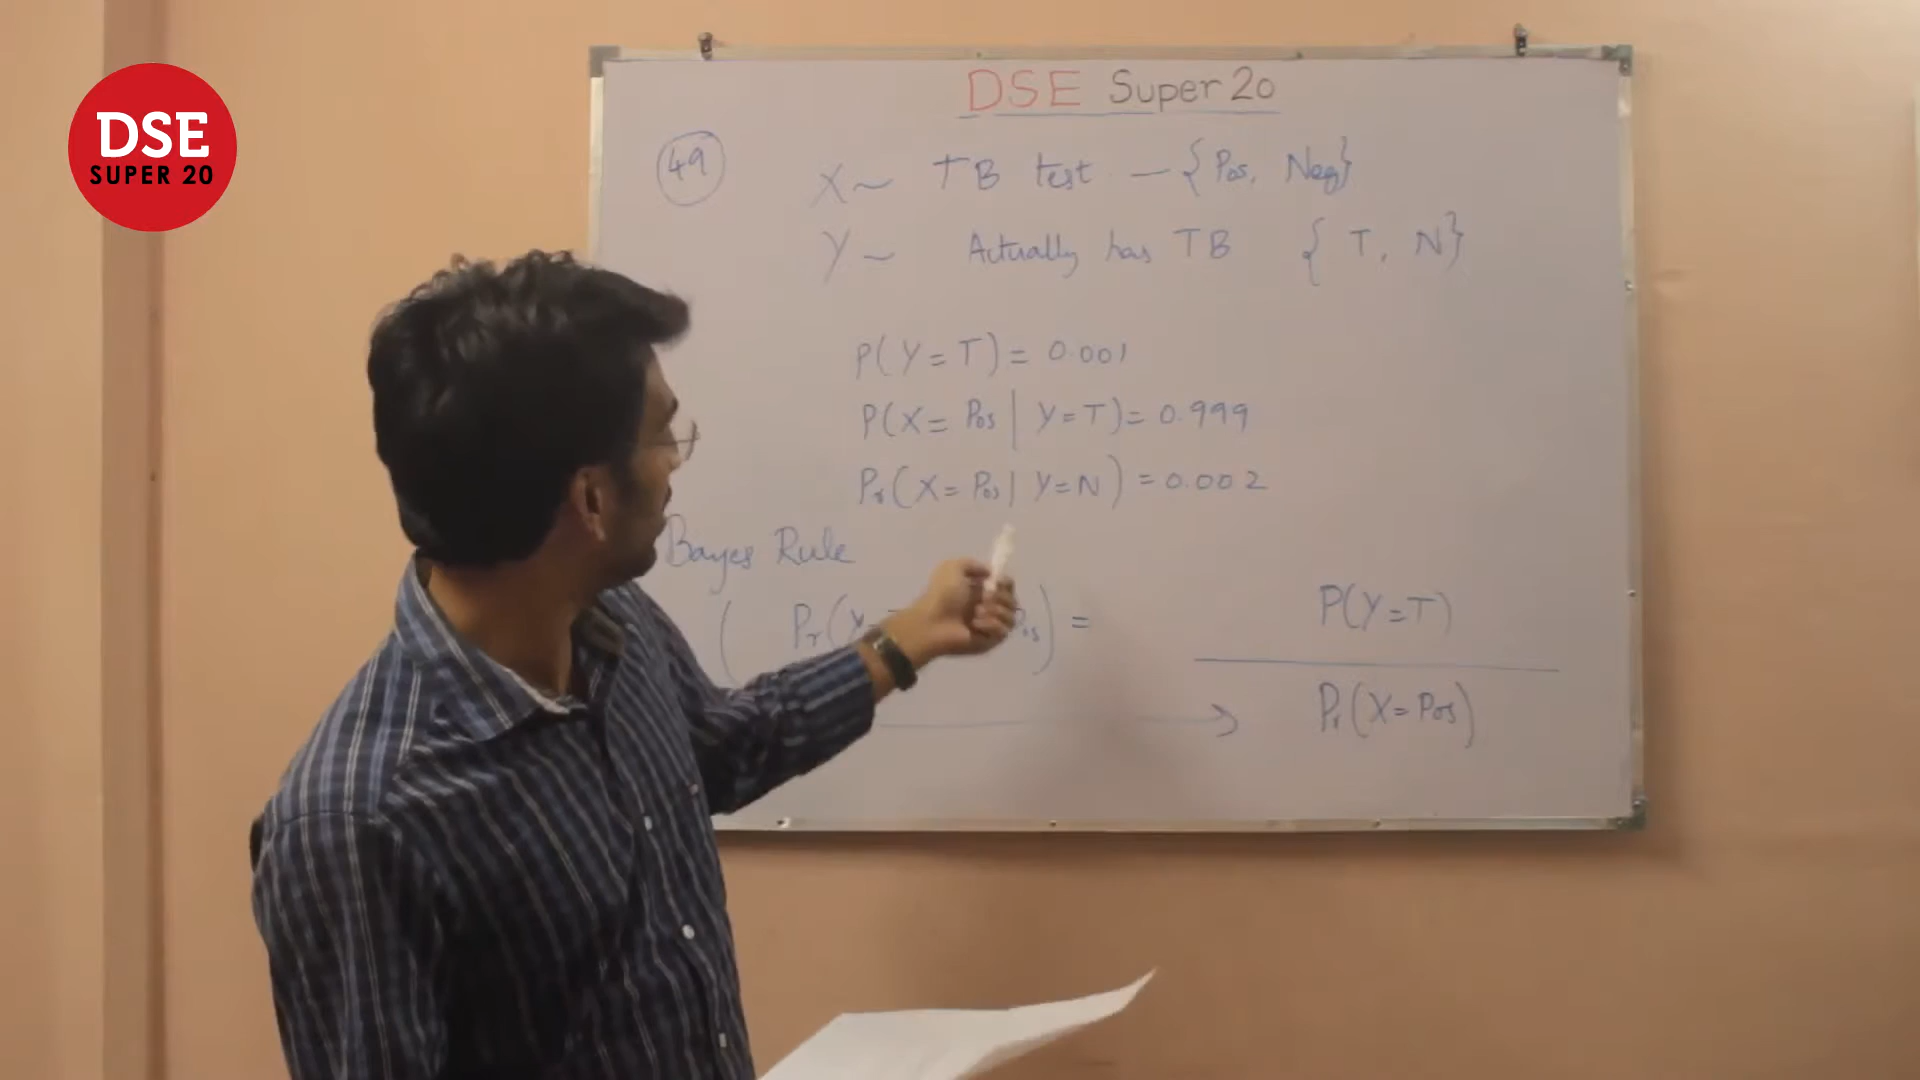 DSE
SUPER 20
DSE Super 20
49
X ~ TB test - {Pos, Neg}
Y ~ Actually has TB { T, N}
P(Y = T) = 0.001
P(X = Pos | Y = T) = 0.999
Pr(X = Pos | Y = N) = 0.002
Bayes Rule
( Pr(Y Pos) = P(Y = T)
Pr(X = Pos)